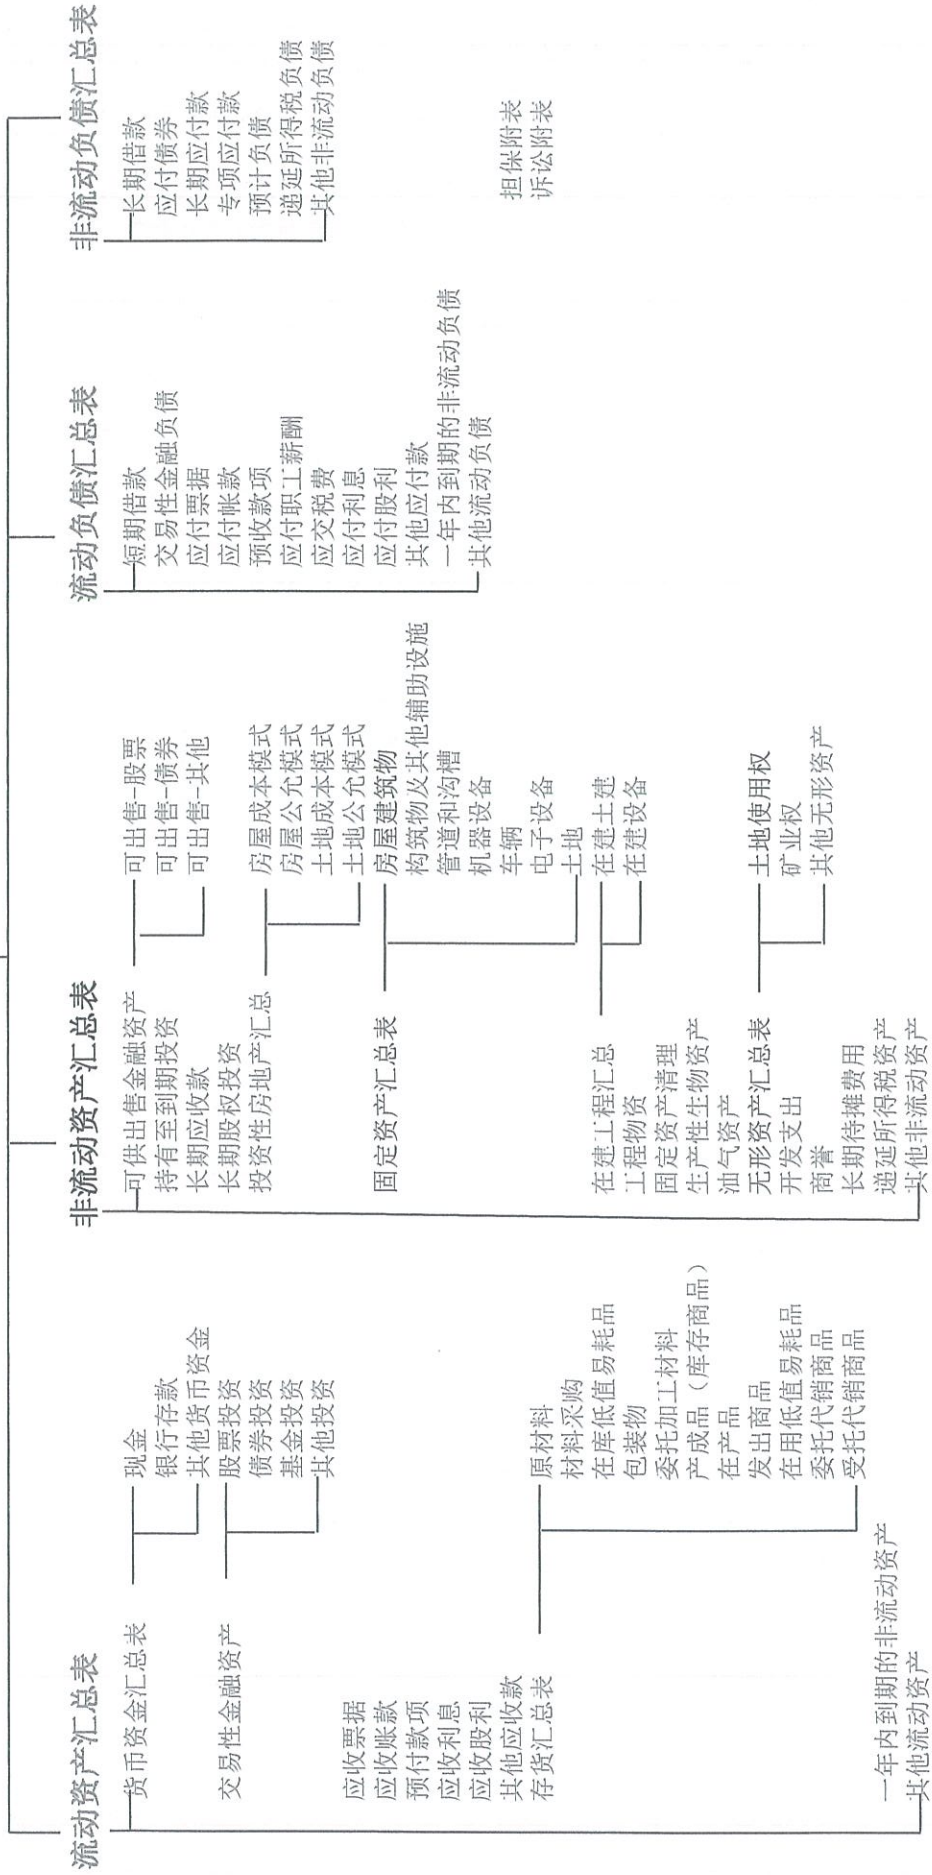 流动资产汇总表
货币资金汇总表
现金
银行存款
其他货币资金
交易性金融资产
股票投资
债券投资
基金投资
其他投资
应收票据
应收账款
预付款项
应收利息
应收股利
其他应收款
存货汇总表
原材料
材料采购
在库低值易耗品
包装物
委托加工材料
产成品（库存商品）
在产品
发出商品
在用低值易耗品
委托代销商品
受托代销商品
一年内到期的非流动资产
其他流动资产
非流动资产汇总表
可供出售金融资产
可出售-股票
可出售-债券
可出售-其他
持有至到期投资
长期应收款
长期股权投资
投资性房地产汇总
房屋成本模式
房屋公允模式
土地成本模式
土地公允模式
固定资产汇总表
房屋建筑物
构筑物及其他辅助设施
管道和沟槽
机器设备
车辆
电子设备
土地
在建工程汇总
在建土建
在建设备
工程物资
固定资产清理
生产性生物资产
油气资产
无形资产汇总表
土地使用权
矿业权
其他无形资产
开发支出
商誉
长期待摊费用
递延所得税资产
其他非流动资产
流动负债汇总表
短期借款
交易性金融负债
应付票据
应付帐款
预收款项
应付职工薪酬
应交税费
应付利息
应付股利
其他应付款
一年内到期的非流动负债
其他流动负债
非流动负债汇总表
长期借款
应付债券
长期应付款
专项应付款
预计负债
递延所得税负债
其他非流动负债
担保附表
诉讼附表